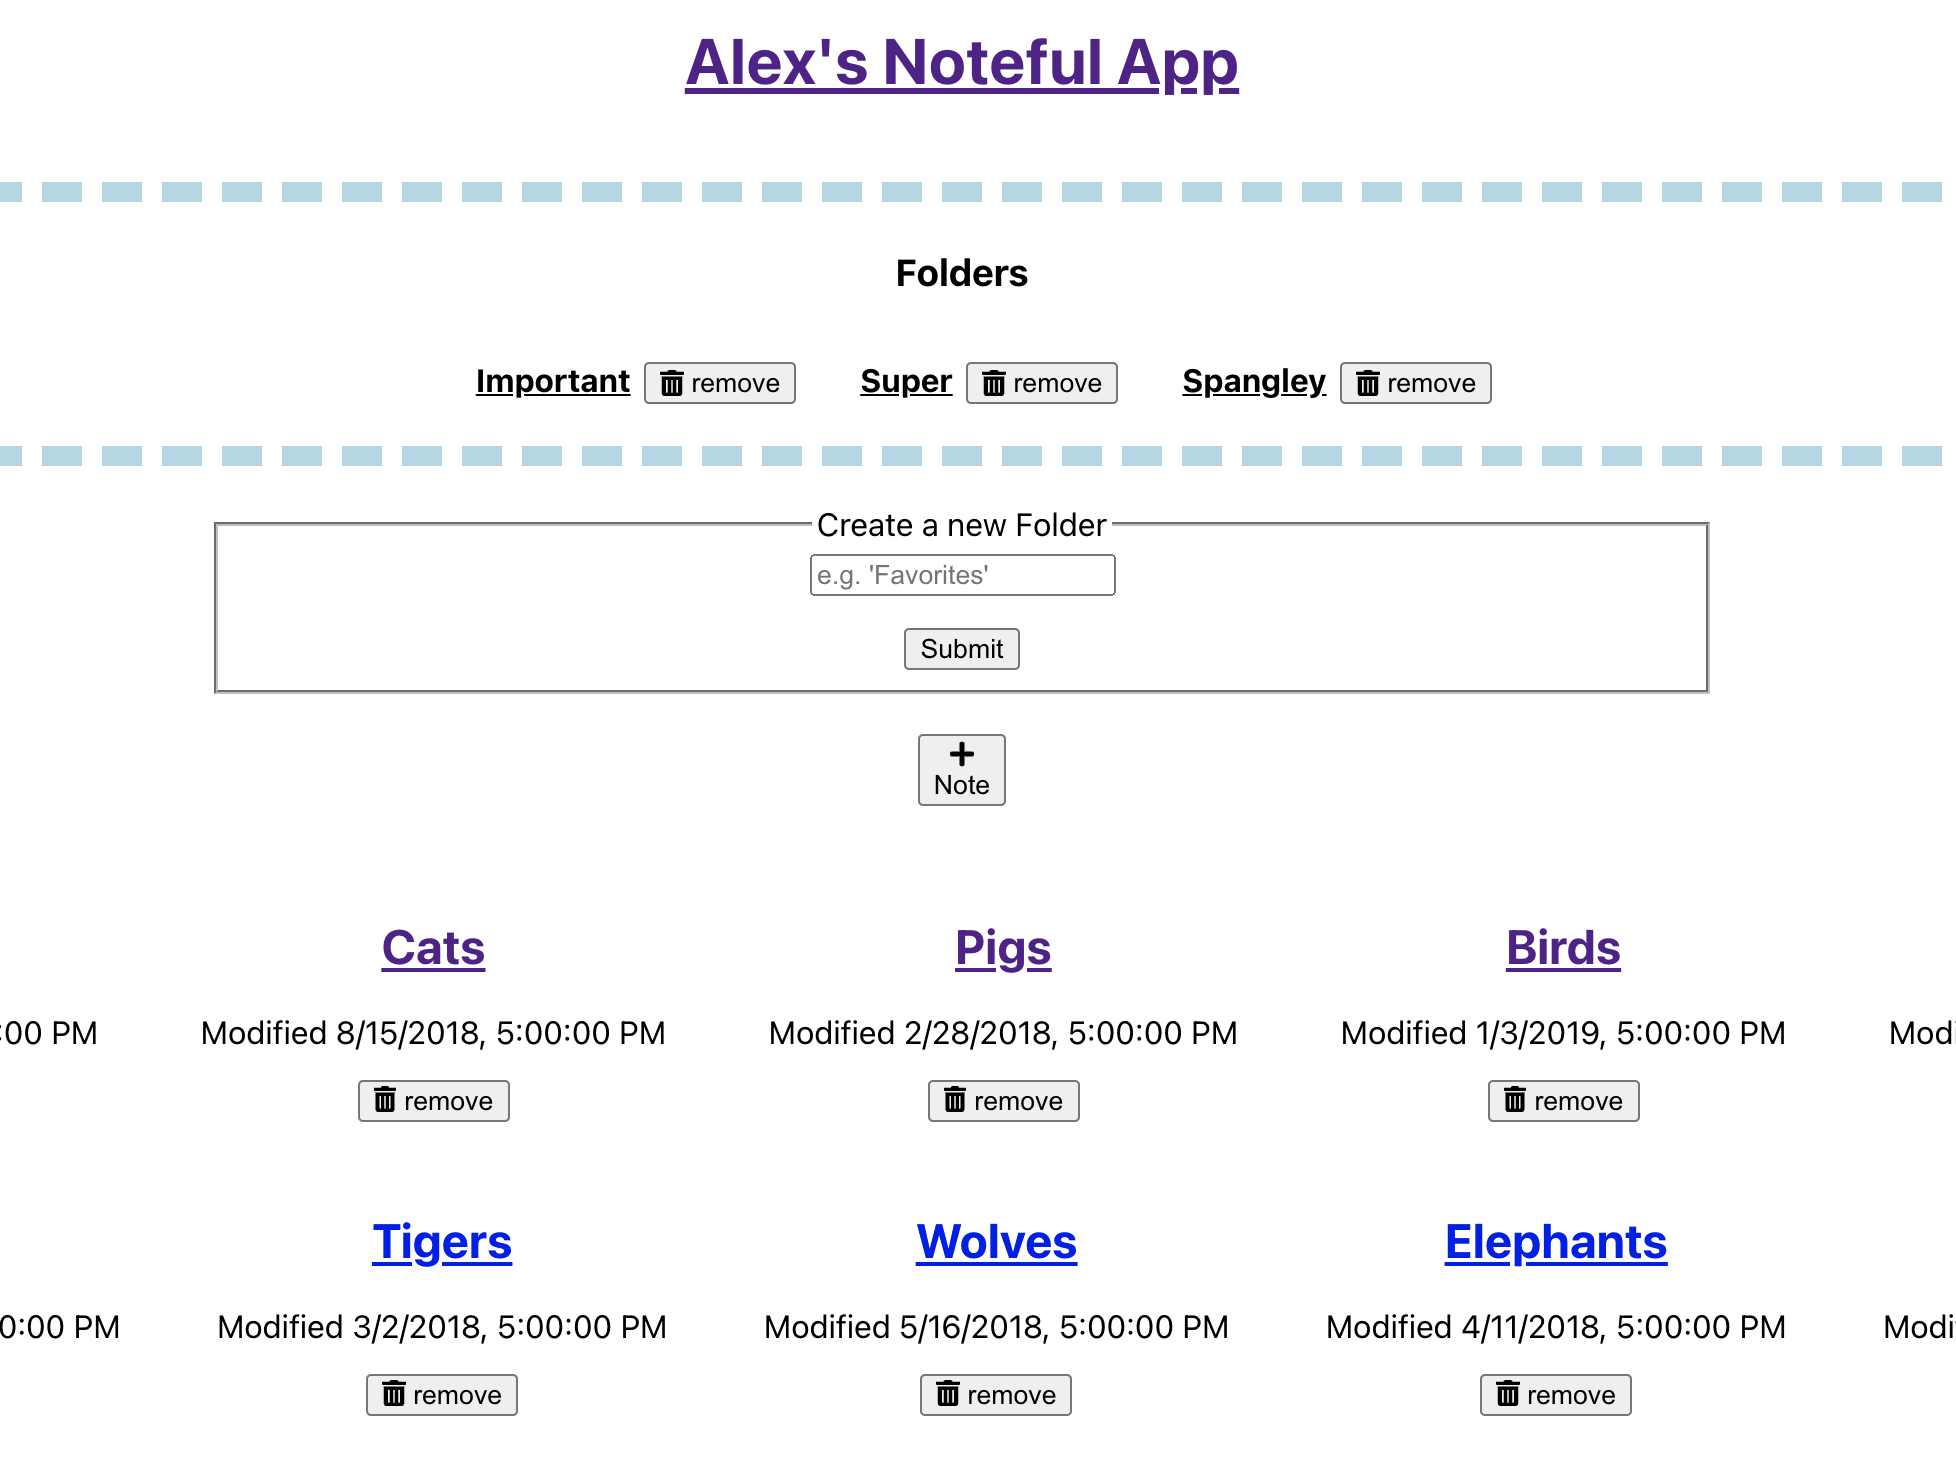 Alex's Noteful App
Folders
Important remove Super remove Spangley remove
Create a new Folder
e.g. 'Favorites'
Submit
Note
Cats Pigs Birds
:00 PM Modified 8/15/2018, 5:00:00 PM Modified 2/28/2018, 5:00:00 PM Modified 1/3/2019, 5:00:00 PM Modi
remove remove remove
Tigers Wolves Elephants
0:00 PM Modified 3/2/2018, 5:00:00 PM Modified 5/16/2018, 5:00:00 PM Modified 4/11/2018, 5:00:00 PM Modi
remove remove remove